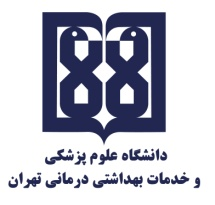 دانشگاه علوم پزشکی
و خدمات بهداشتی درمانی تهران